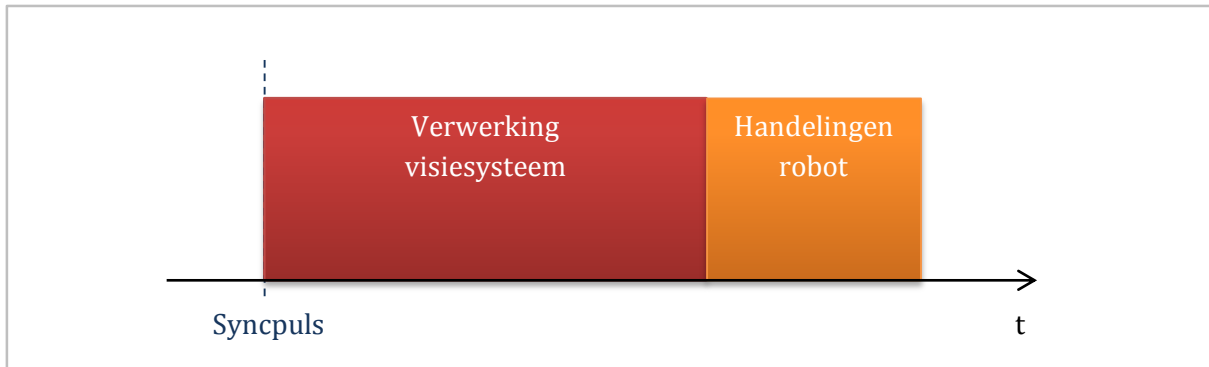 Verwerking
visiesysteem
Handelingen
robot
Syncpuls
t